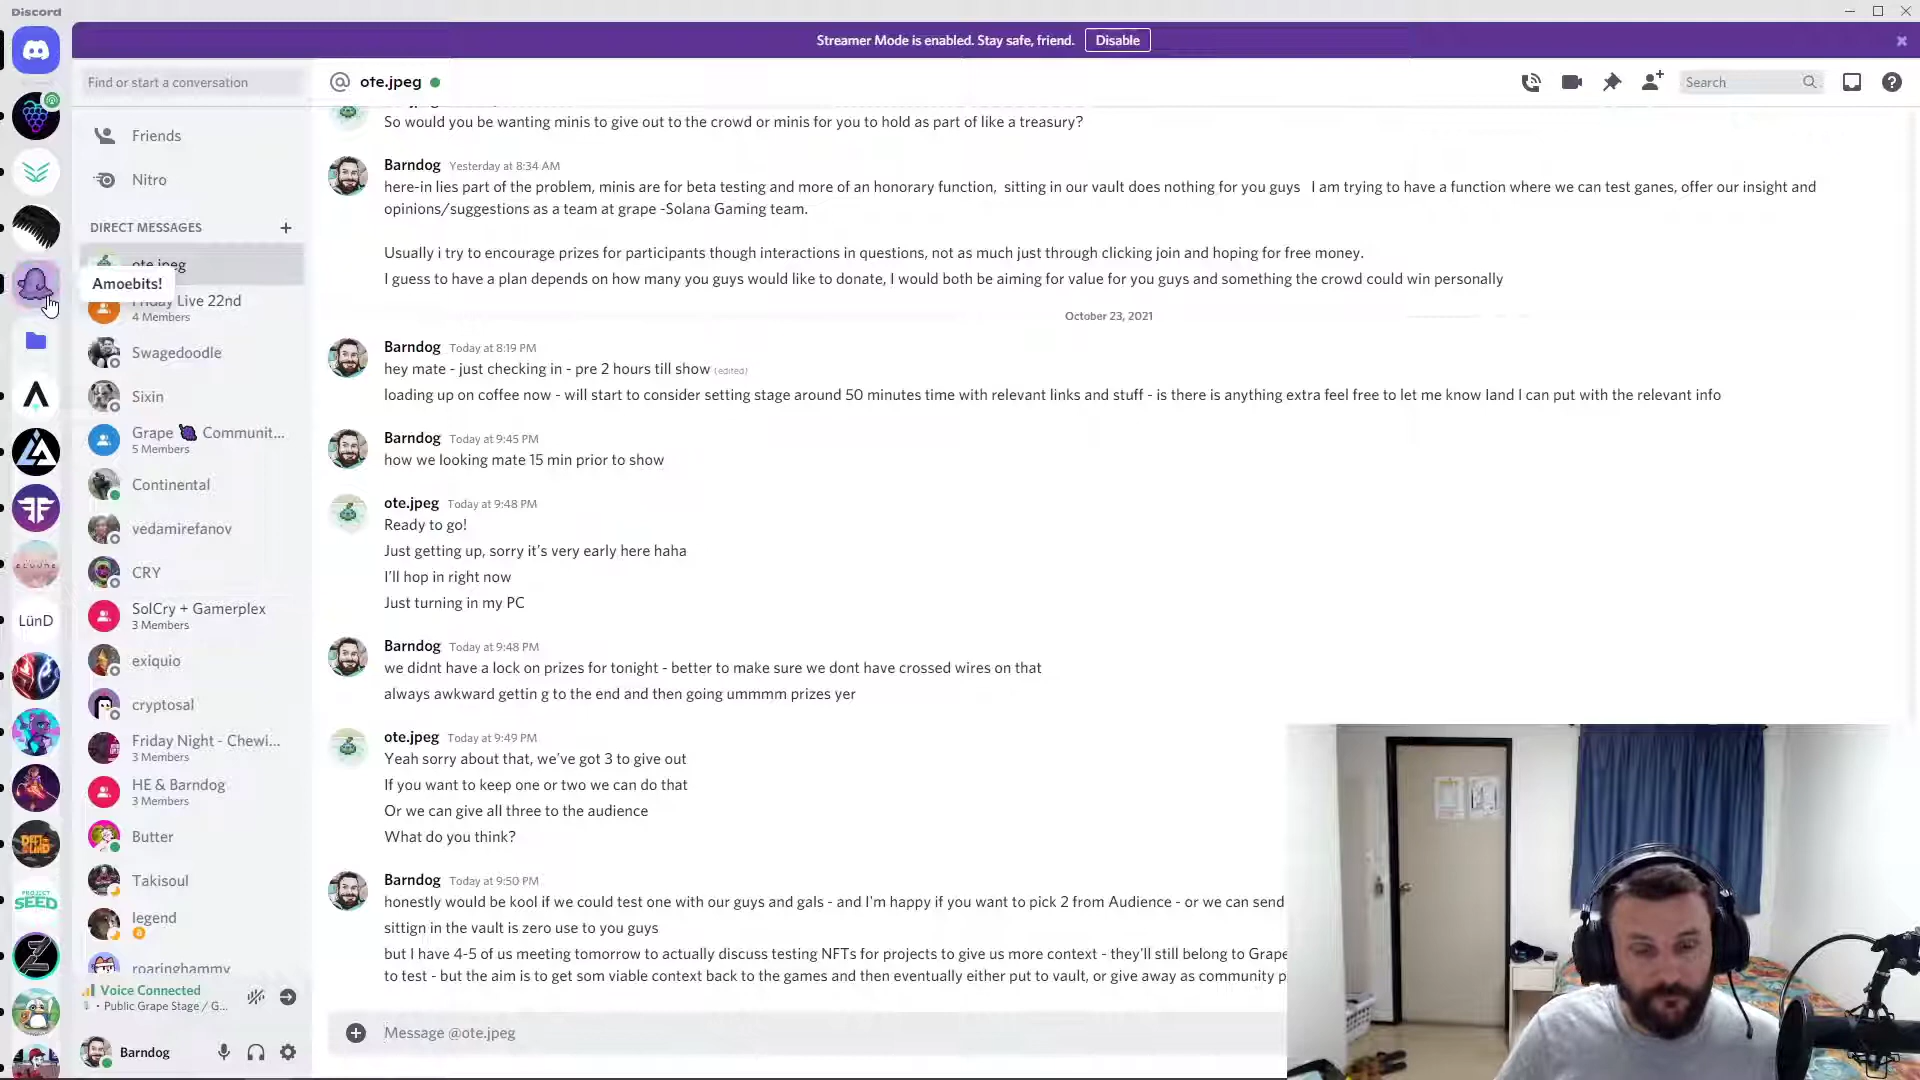 Discord
Streamer Mode is enabled. Stay safe, friend.
Disable
Find or start a conversation
ote.jpeg
Search
Friends
Nitro
DIRECT MESSAGES
ote.jpeg
Amoebits!
Friday Live 22nd
4 Members
Swagedoodle
Sixin
Grape 🍇 Communit...
5 Members
Continental
vedamirefanov
CRY
SolCry + Gamerplex
3 Members
exiquio
cryptosal
Friday Night - Chewi...
3 Members
HE & Barndog
3 Members
Butter
Takisoul
legend
roaringhammy
Voice Connected
Public Grape Stage / G...
Barndog
LünD
PROJECT
SEED
So would you be wanting minis to give out to the crowd or minis for you to hold as part of like a treasury?
Barndog Yesterday at 8:34 AM
here-in lies part of the problem, minis are for beta testing and more of an honorary function, sitting in our vault does nothing for you guys I am trying to have a function where we can test ganes, offer our insight and
opinions/suggestions as a team at grape -Solana Gaming team.
Usually i try to encourage prizes for participants though interactions in questions, not as much just through clicking join and hoping for free money.
I guess to have a plan depends on how many you guys would like to donate, I would both be aiming for value for you guys and something the crowd could win personally
October 23, 2021
Barndog Today at 8:19 PM
hey mate - just checking in - pre 2 hours till show (edited)
loading up on coffee now - will start to consider setting stage around 50 minutes time with relevant links and stuff - is there is anything extra feel free to let me know land I can put with the relevant info
Barndog Today at 9:45 PM
how we looking mate 15 min prior to show
ote.jpeg Today at 9:48 PM
Ready to go!
Just getting up, sorry it's very early here haha
I'll hop in right now
Just turning in my PC
Barndog Today at 9:48 PM
we didnt have a lock on prizes for tonight - better to make sure we dont have crossed wires on that
always awkward gettin g to the end and then going ummmm prizes yer
ote.jpeg Today at 9:49 PM
Yeah sorry about that, we've got 3 to give out
If you want to keep one or two we can do that
Or we can give all three to the audience
What do you think?
Barndog Today at 9:50 PM
honestly would be kool if we could test one with our guys and gals - and I'm happy if you want to pick 2 from Audience - or we can send
sittign in the vault is zero use to you guys
but I have 4-5 of us meeting tomorrow to actually discuss testing NFTs for projects to give us more context - they'll still belong to Grape
to test - but the aim is to get som viable context back to the games and then eventually either put to vault, or give away as community p
Message @ote.jpeg